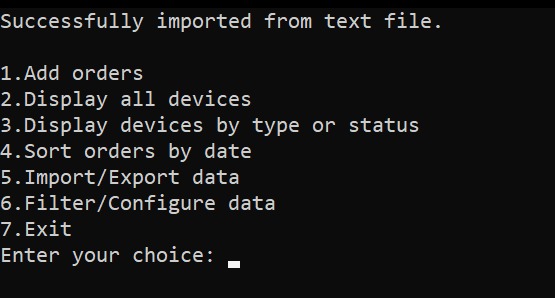 Successfully imported from text file.
1.Add orders
2.Display all devices
3.Display devices by type or status
4.Sort orders by date
5.Import/Export data
6.Filter/Configure data
7.Exit
Enter your choice: